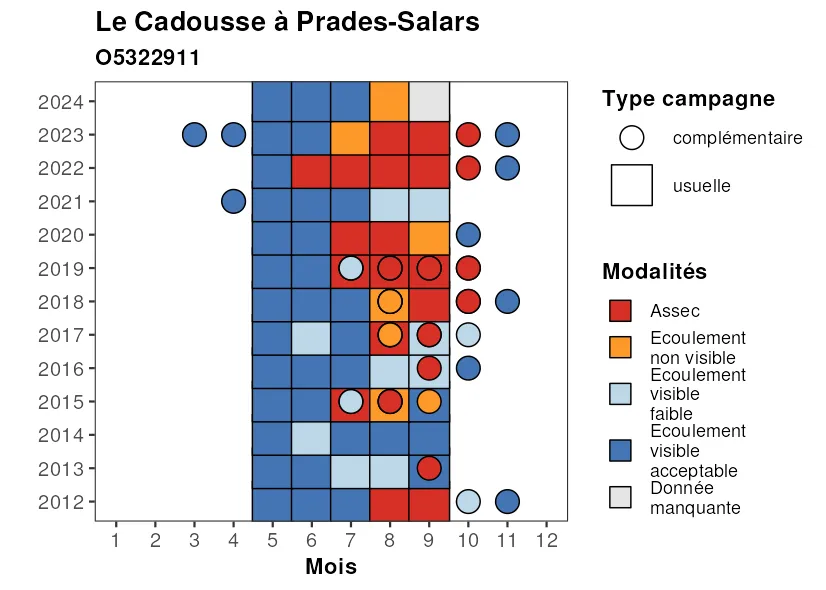 Le Cadousse à Prades-Salars
O5322911
2024
2023
2022
2021
2020
2019
2018
2017
2016
2015
2014
2013
2012
1 2 3 4 5 6 7 8 9 10 11 12
Mois
Type campagne
complémentaire
usuelle
Modalités
Assec
Ecoulement
non visible
Ecoulement
visible
faible
Ecoulement
visible
acceptable
Donnée
manquante